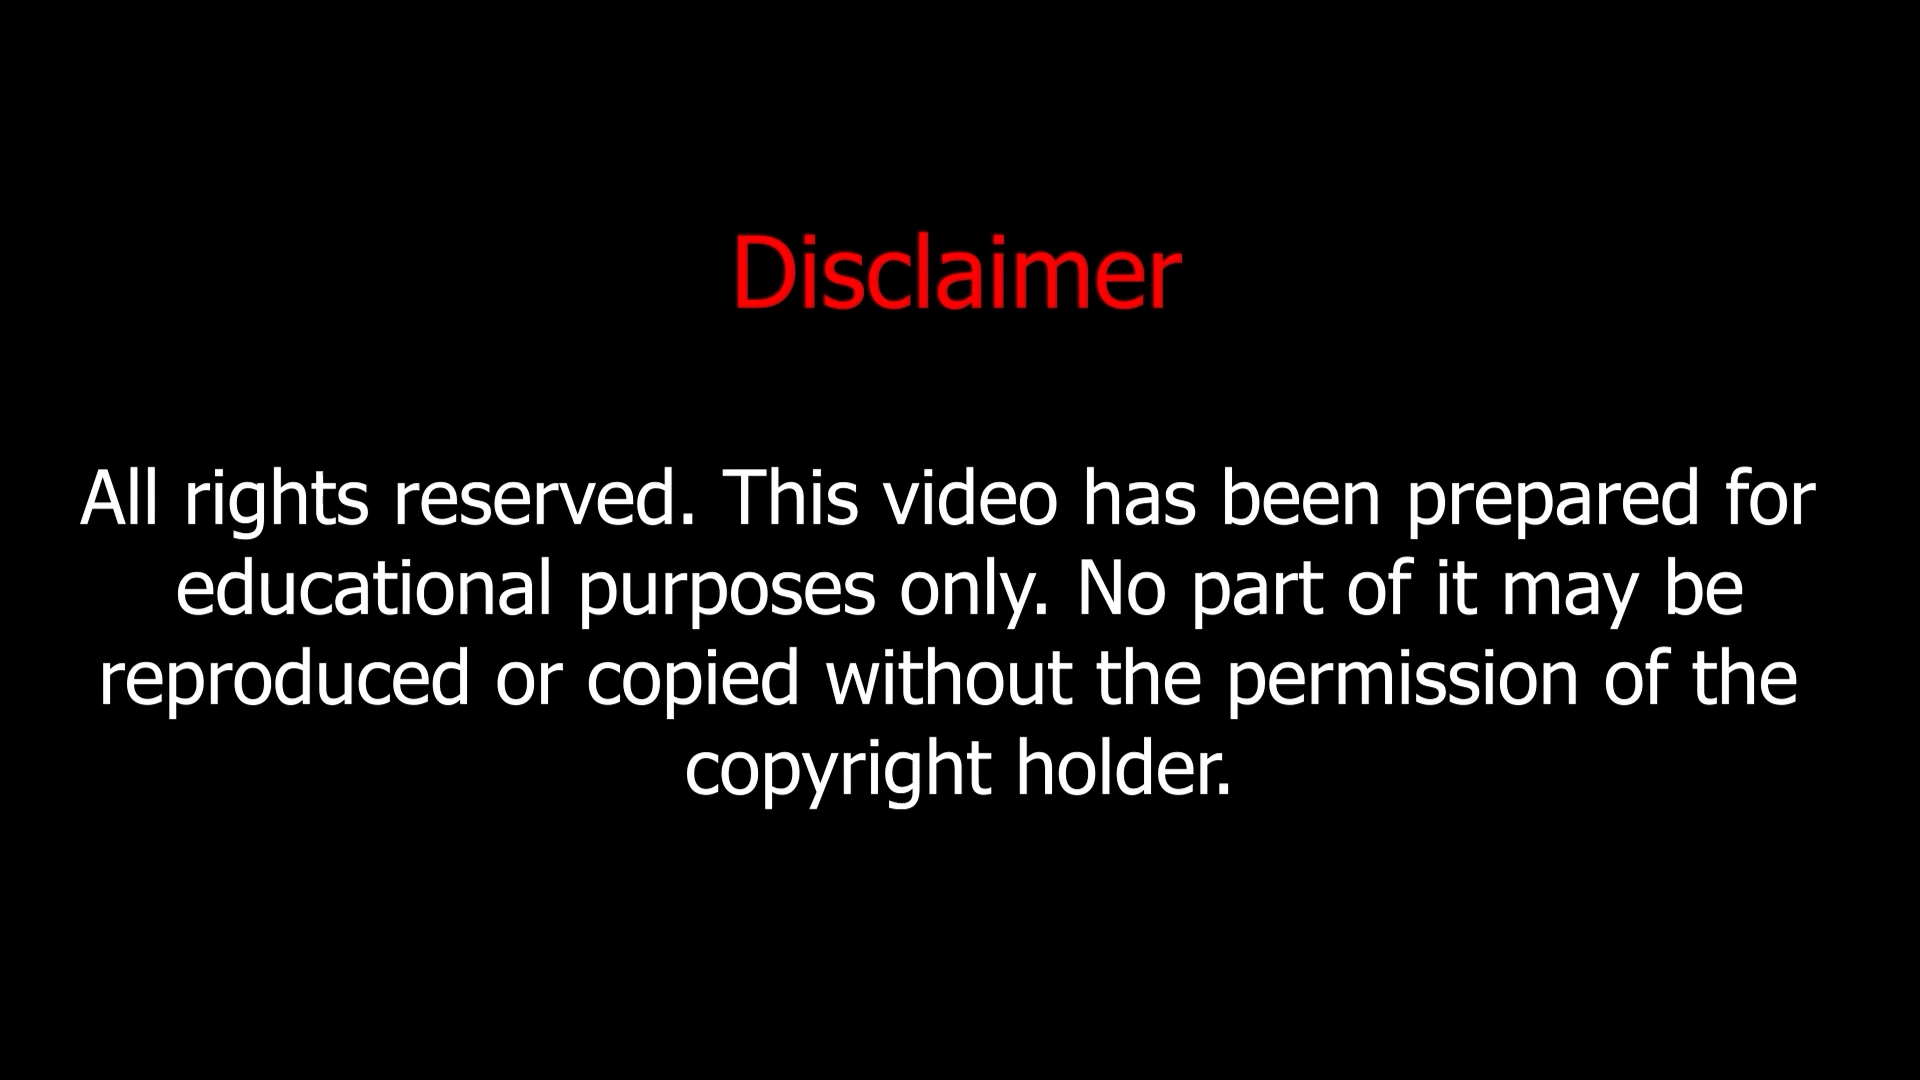 Disclaimer
All rights reserved. This video has been prepared for
educational purposes only. No part of it may be
reproduced or copied without the permission of the
copyright holder.